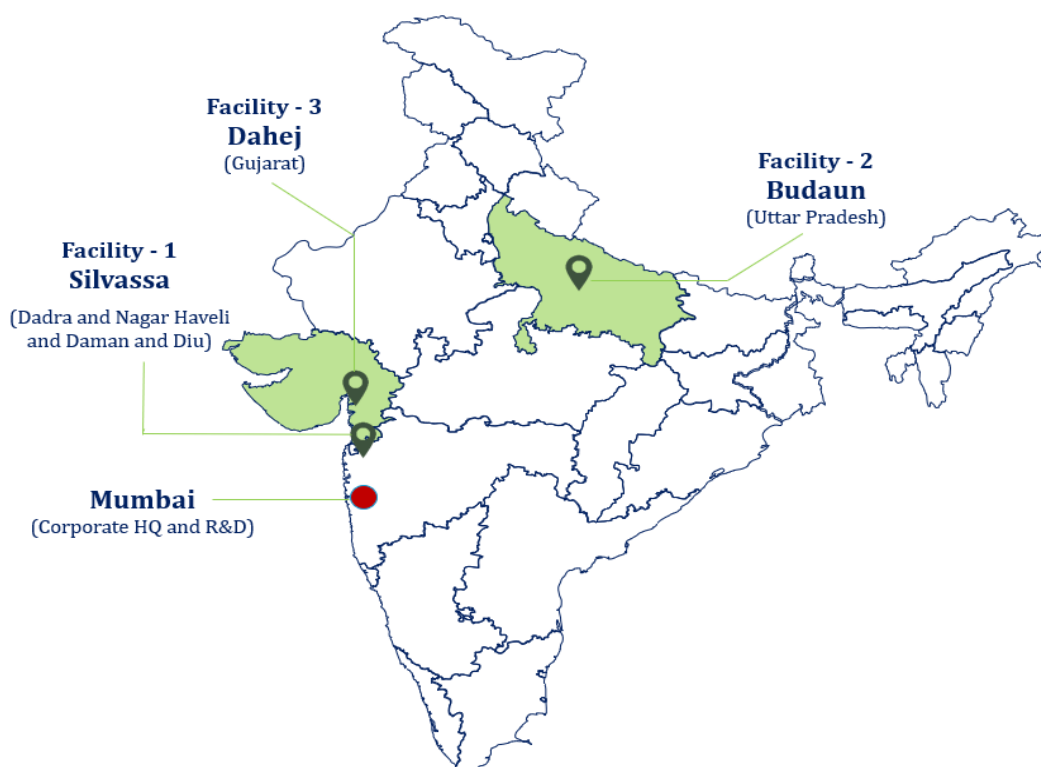 Facility - 3
Dahej
(Gujarat)
Facility - 2
Budaun
(Uttar Pradesh)
Facility - 1
Silvassa
(Dadra and Nagar Haveli
and Daman and Diu)
Mumbai
(Corporate HQ and R&D)